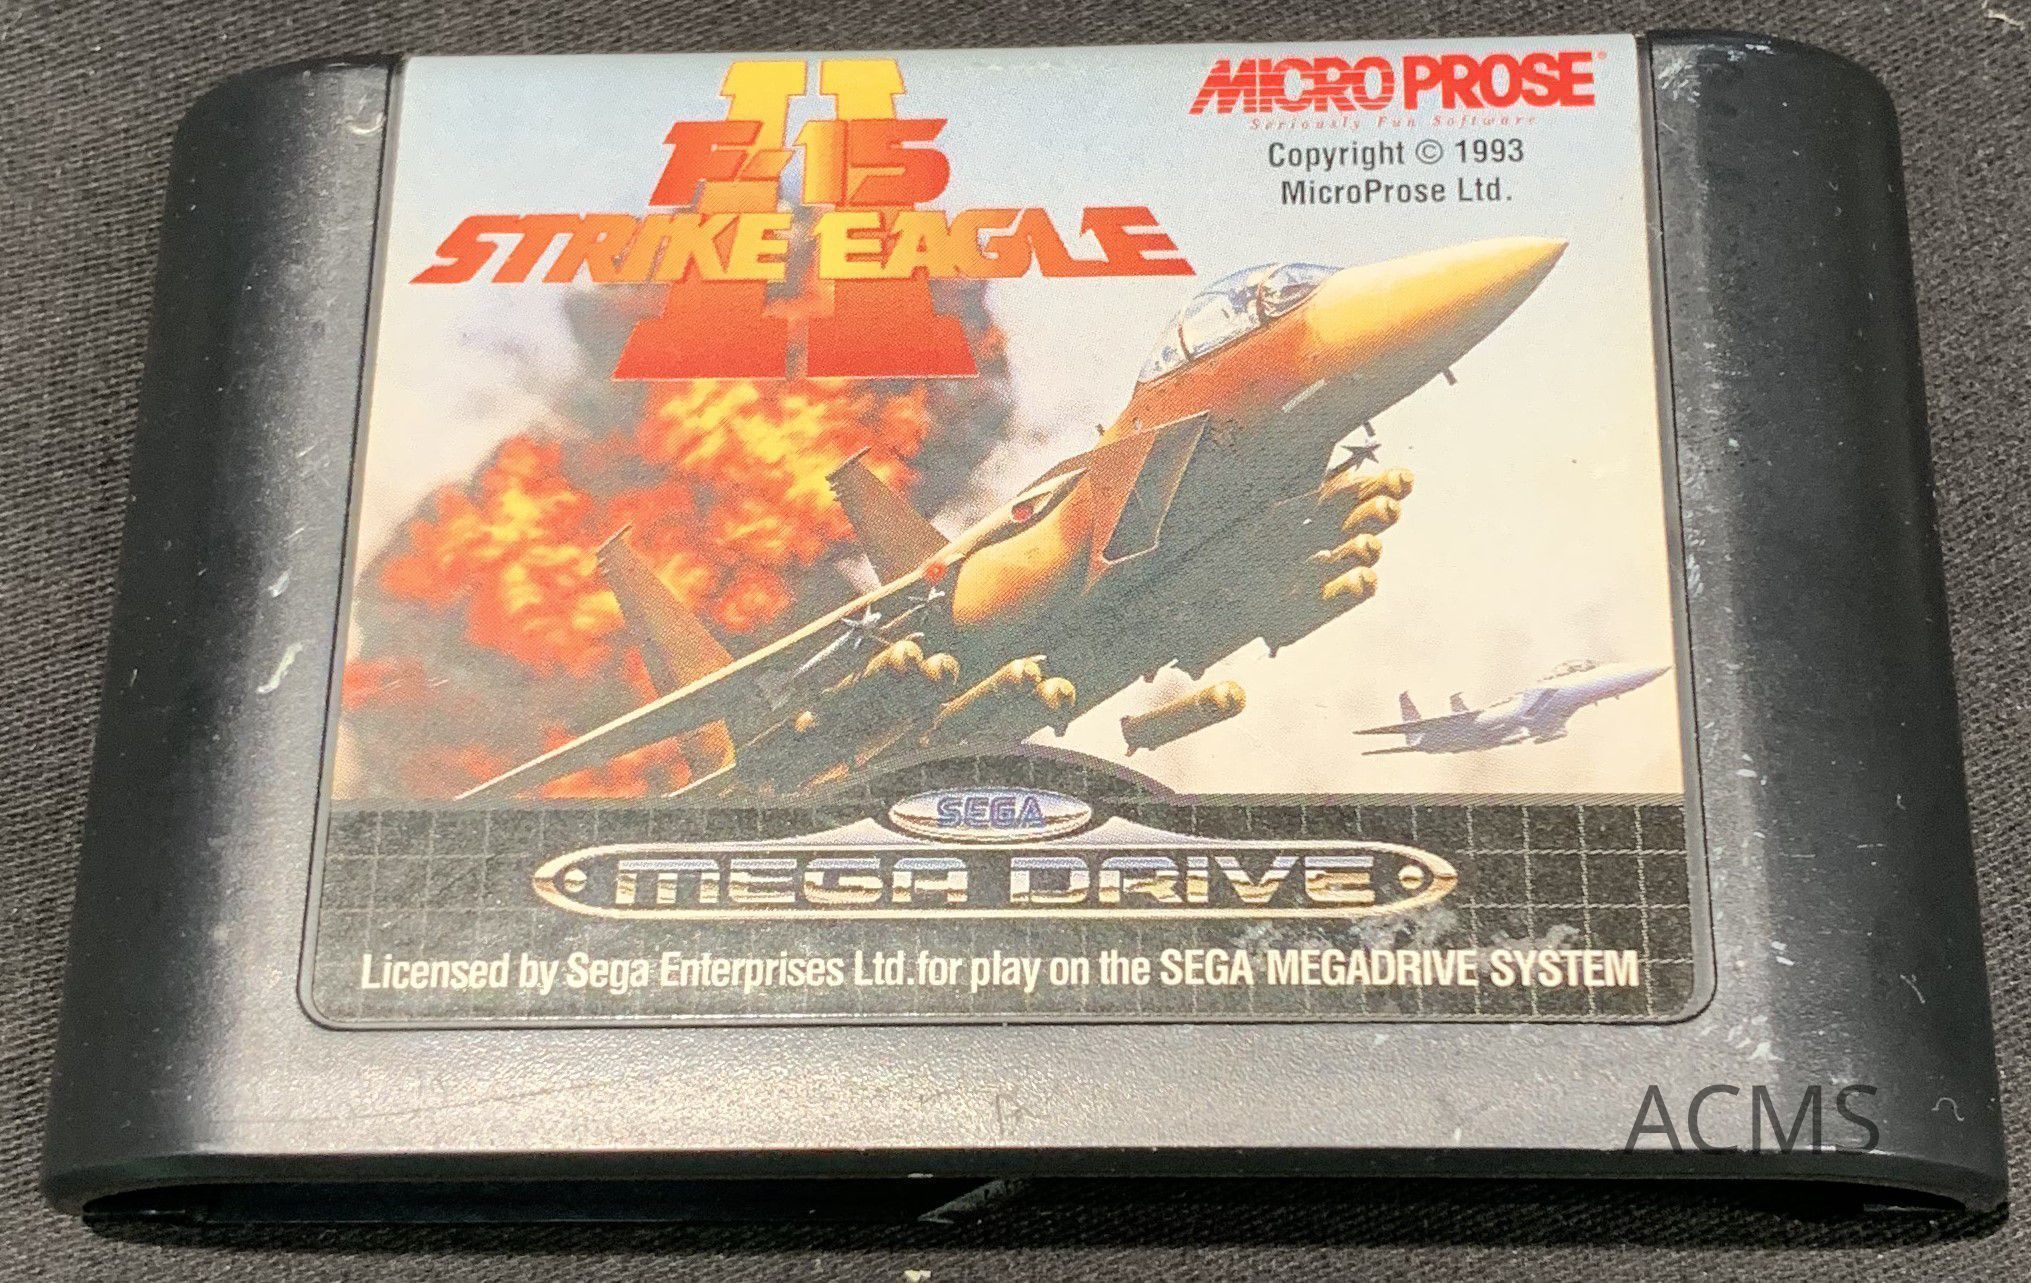 II
F-15
STRIKE EAGLE
MICROPROSE®
Seriously Fun Software
Copyright © 1993
MicroProse Ltd.
SEGA
MEGA DRIVE
Licensed by Sega Enterprises Ltd.for play on the SEGA MEGADRIVE SYSTEM
ACMS